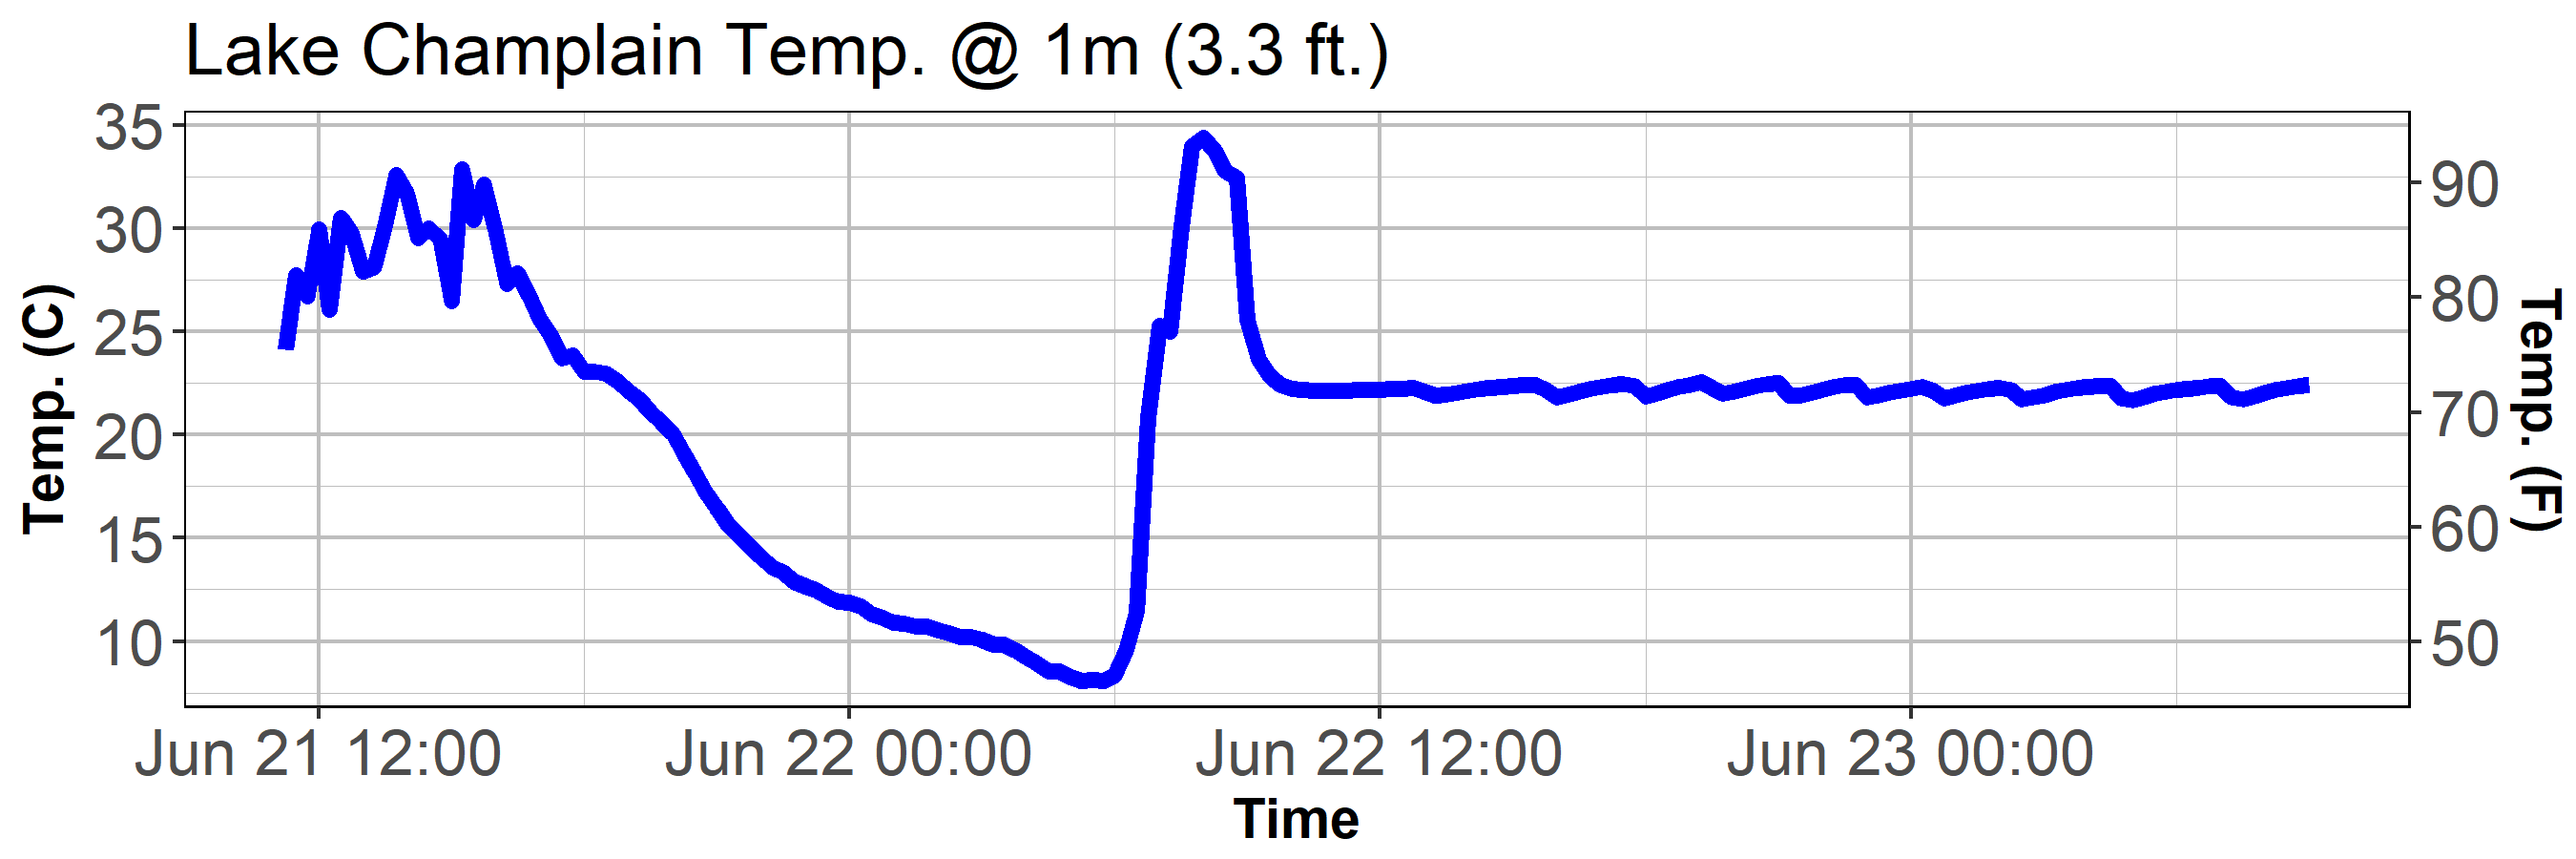 Lake Champlain Temp. @ 1m (3.3 ft.)
35
30
25
20
15
10
Temp. (C)
90
80
70
60
50
Temp. (F)
Jun 21 12:00
Jun 22 00:00
Jun 22 12:00
Jun 23 00:00
Time